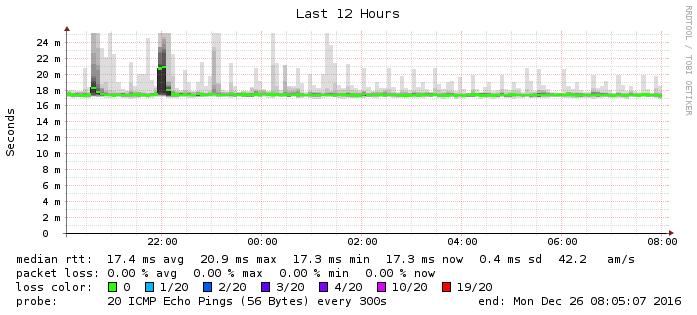 Last 12 Hours
RRDTOOL / TOBI OETIKER
Seconds
24 m
22 m
20 m
18 m
16 m
14 m
12 m
10 m
8 m
6 m
4 m
2 m
0
22:00 00:00 02:00 04:00 06:00 08:00
median rtt: 17.4 ms avg 20.9 ms max 17.3 ms min 17.3 ms now 0.4 ms sd 42.2 am/s
packet loss: 0.00 % avg 0.00 % max 0.00 % min 0.00 % now
loss color: 0 1/20 2/20 3/20 4/20 10/20 19/20
probe: 20 ICMP Echo Pings (56 Bytes) every 300s end: Mon Dec 26 08:05:07 2016